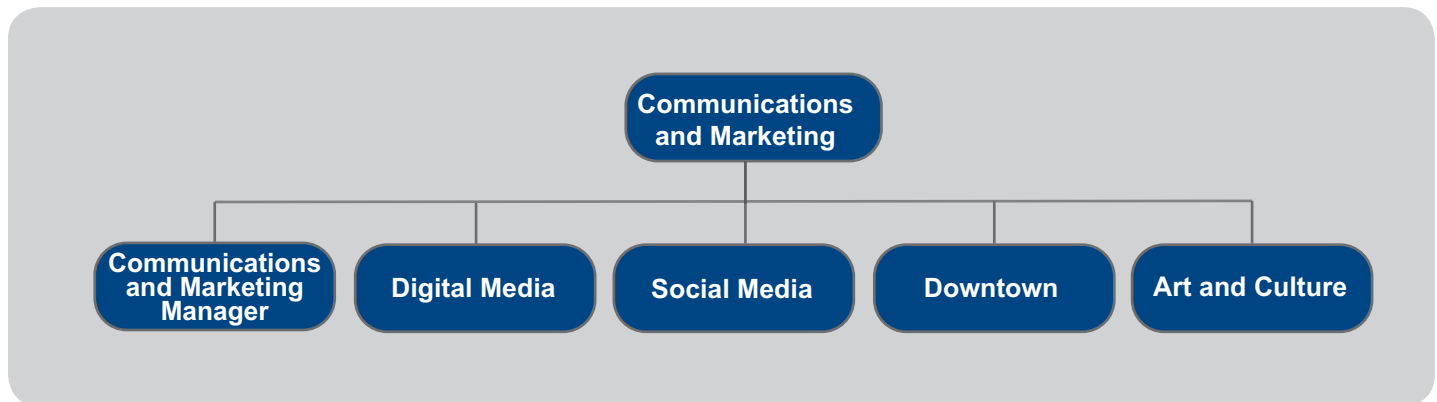 Communications
and Marketing
Communications
and Marketing
Manager
Digital Media
Social Media
Downtown
Art and Culture